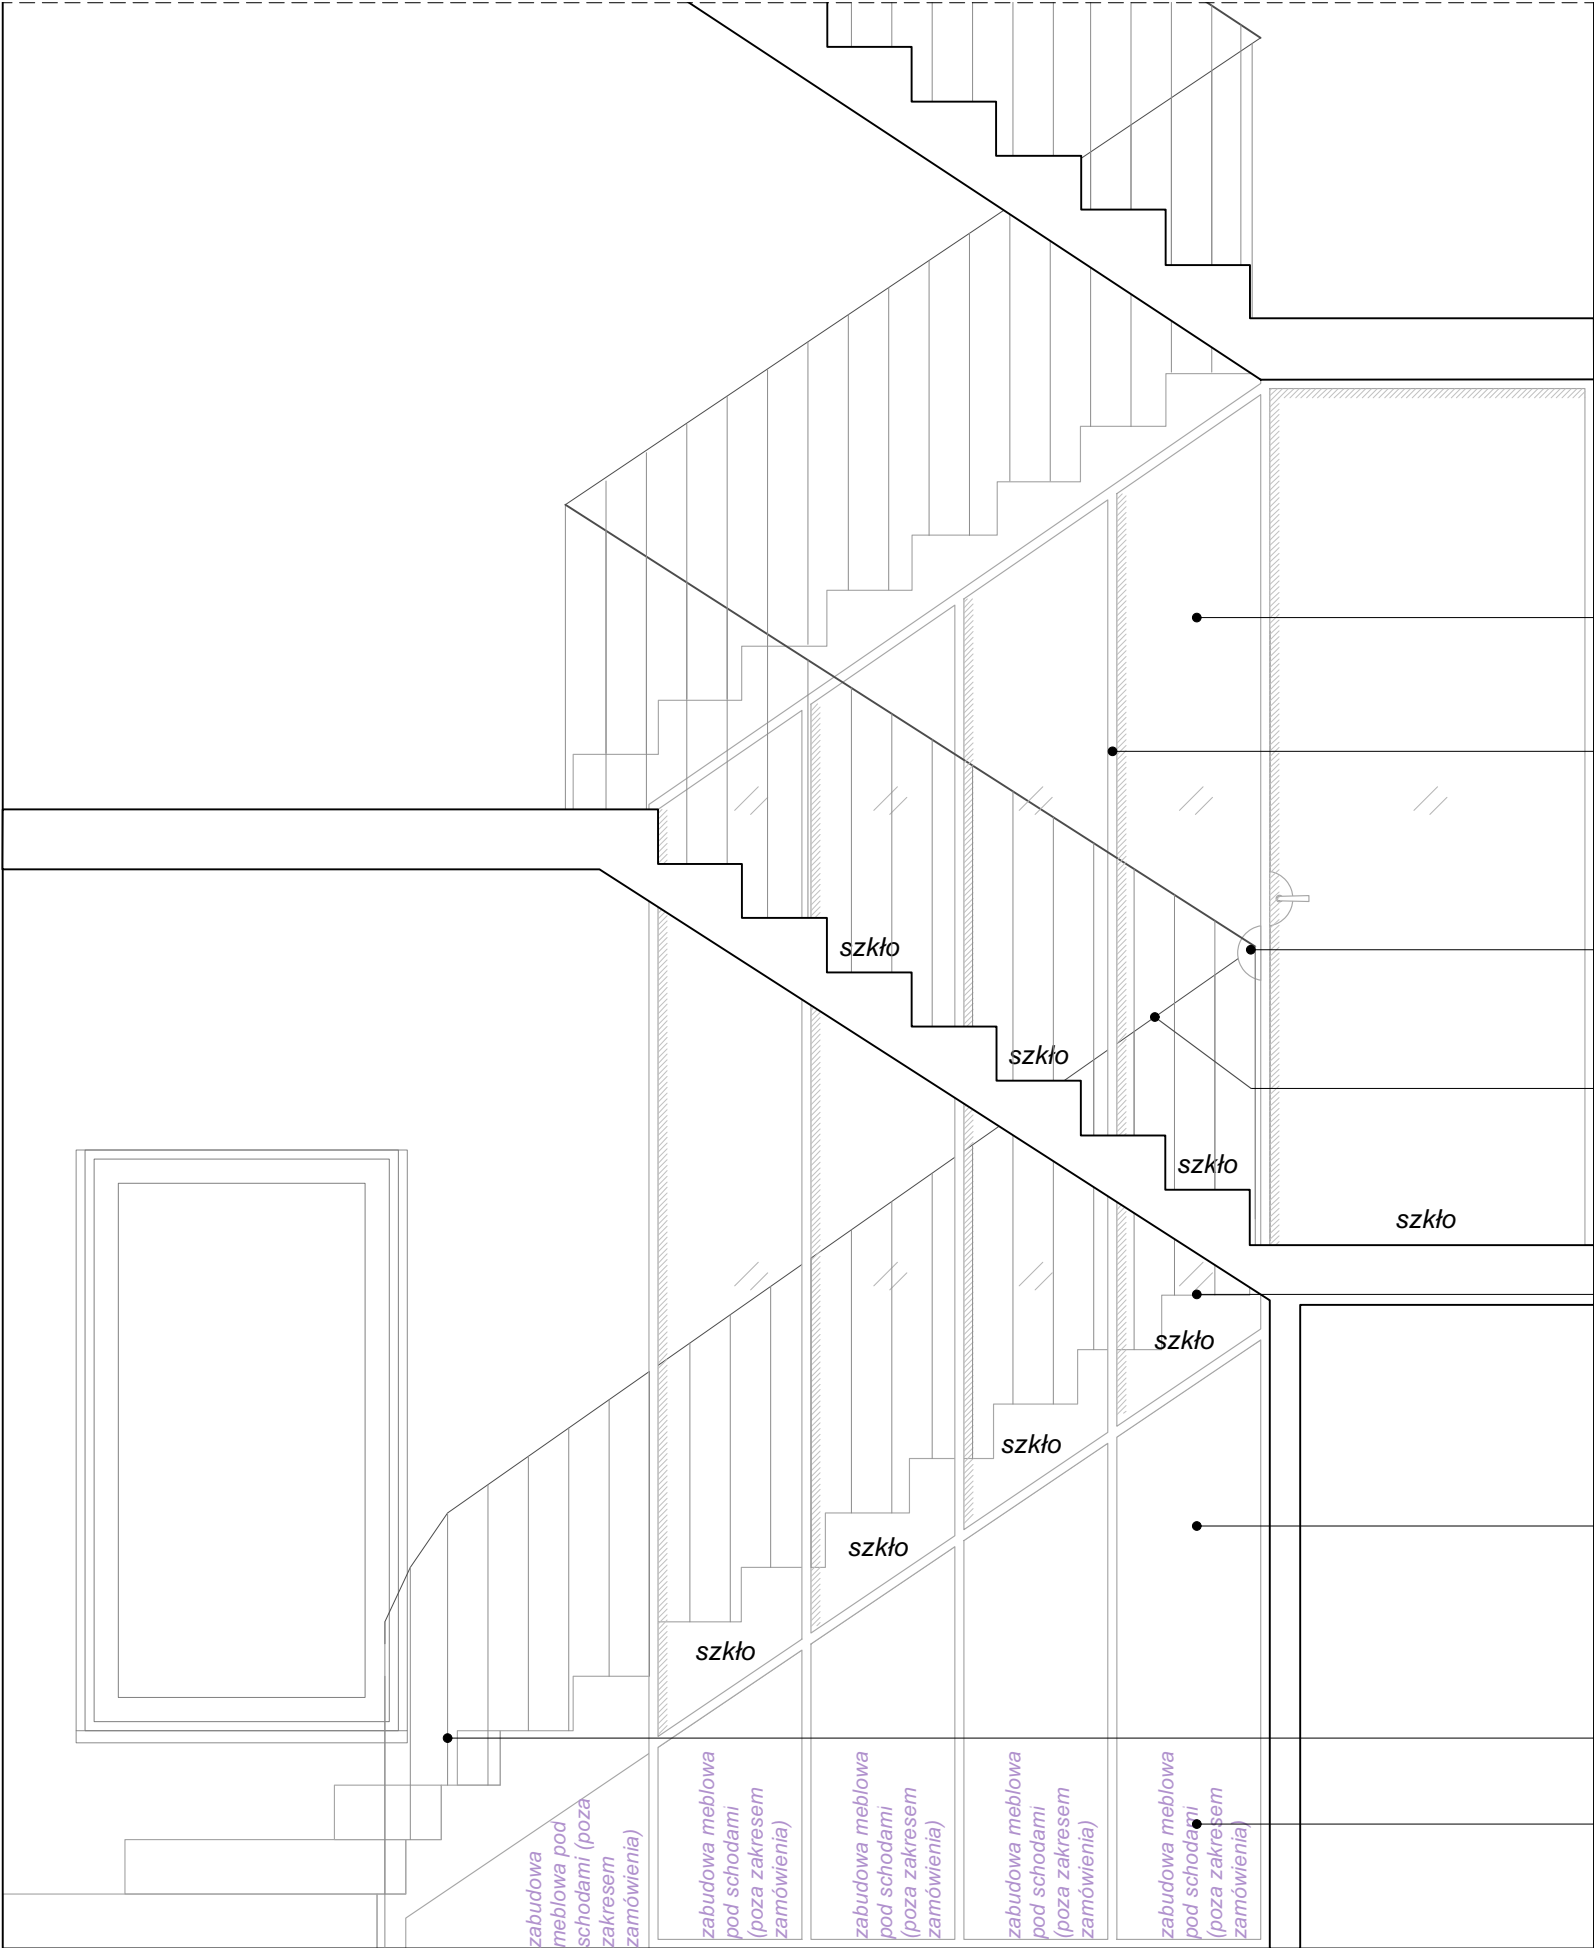 szkło
szkło
szkło
szkło
szkło
szkło
szkło
szkło
zabudowa
meblowa pod
schodami (poza
zakresem
zamówienia)
zabudowa meblowa
pod schodami
(poza zakresem
zamówienia)
zabudowa meblowa
pod schodami
(poza zakresem
zamówienia)
zabudowa meblowa
pod schodami
(poza zakresem
zamówienia)
zabudowa meblowa
pod schodami
(poza zakresem
zamówienia)